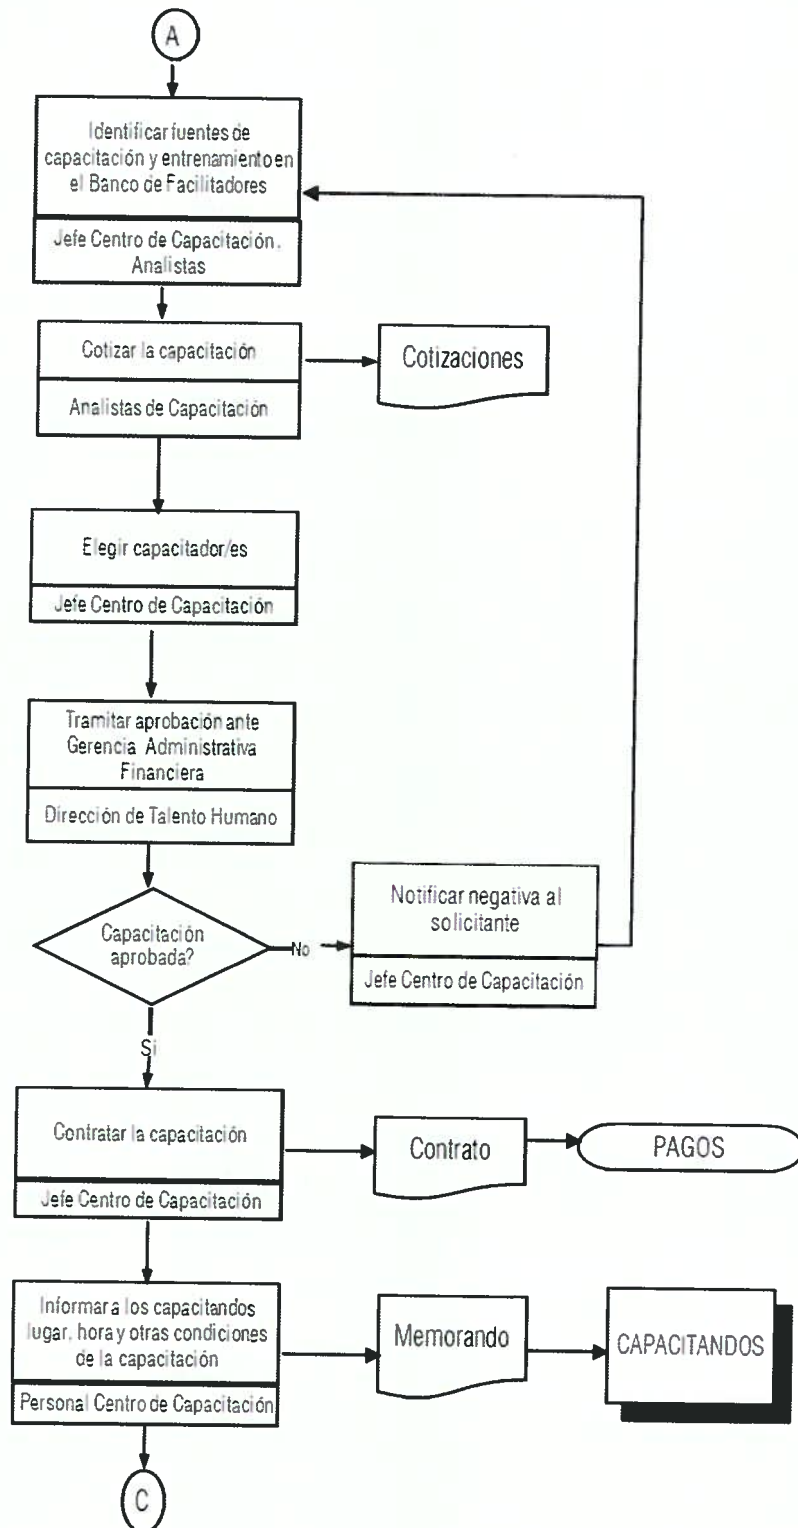 A
Identificar fuentes de
capacitación y entrenamiento en
el Banco de Facilitadores
Jefe Centro de Capacitación.
Analistas
Cotizar la capacitación
Cotizaciones
Analistas de Capacitación
Elegir capacitador/es
Jefe Centro de Capacitación
Tramitar aprobación ante
Gerencia Administrativa
Financiera
Dirección de Talento Humano
Capacitación
aprobada?
No
Notificar negativa al
solicitante
Jefe Centro de Capacitación
Si
Contratar la capacitación
Jefe Centro de Capacitación
Contrato
PAGOS
Informar a los capacitandos
lugar, hora y otras condiciones
de la capacitación
Personal Centro de Capacitación
Memorando
CAPACITANDOS
C